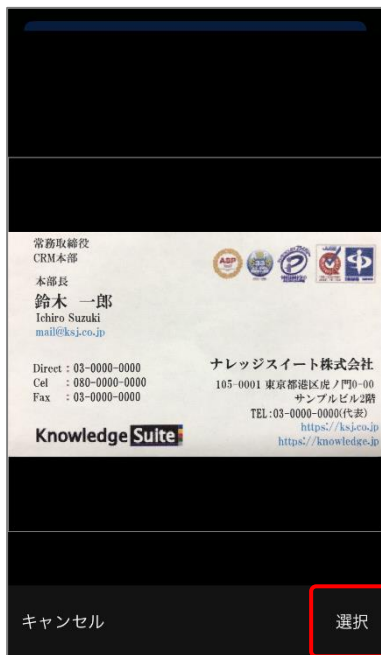 常務取締役
CRM本部
本部長
鈴木 一郎
Ichiro Suzuki
mail@ksj.co.jp
Direct : 03-0000-0000
Cel : 080-0000-0000
Fax : 03-0000-0000
Knowledge Suite
ASP
ナレッジスイート株式会社
105-0001 東京都港区虎ノ門0-00
サンプルビル2階
TEL:03-0000-0000(代表)
https://ksj.co.jp
https://knowledge.jp
キャンセル
選択